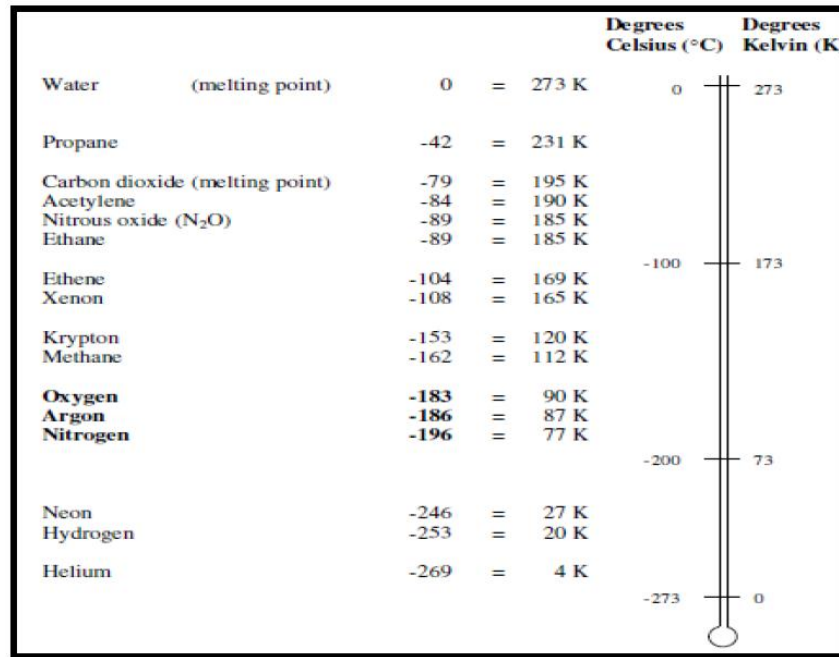 Degrees Degrees
Celsius (°C) Kelvin (K
Water (melting point) 0 = 273 K 0 273
Propane -42 = 231 K
Carbon dioxide (melting point) -79 = 195 K
Acetylene -84 = 190 K
Nitrous oxide (N₂O) -89 = 185 K
Ethane -89 = 185 K
-100 173
Ethene -104 = 169 K
Xenon -108 = 165 K
Krypton -153 = 120 K
Methane -162 = 112 K
Oxygen -183 = 90 K
Argon -186 = 87 K
Nitrogen -196 = 77 K
-200 73
Neon -246 = 27 K
Hydrogen -253 = 20 K
Helium -269 = 4 K
-273 0